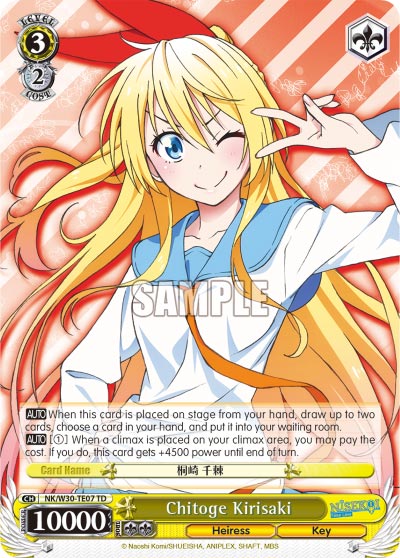 LEVEL
3
2
COST
SAMPLE
AUTO When this card is placed on stage from your hand, draw up to two
cards, choose a card in your hand, and put it into your waiting room.
AUTO [①] When a climax is placed on your climax area, you may pay the
cost. If you do, this card gets +4500 power until end of turn.
Card Name 桐崎 千棘
CH NK/W30-TE07 TD
POWER 10000 SOUL
Chitoge Kirisaki
NISEKOI
Heiress Key
© Naoshi Komi/SHUEISHA, ANIPLEX, SHAFT, MBS